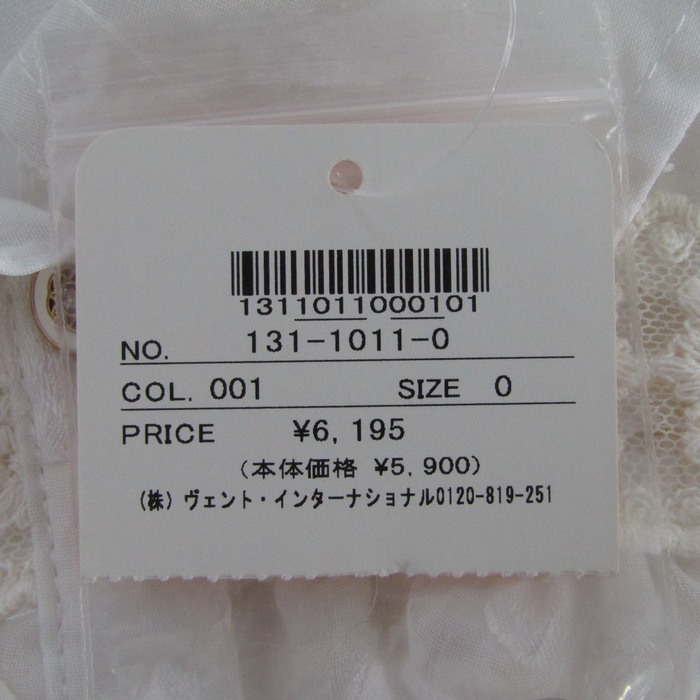 1311011000101
NO. 131-1011-0
COL. 001 SIZE 0
PRICE ¥6,195
(本体価格 ¥5,900)
(株)ヴェント・インターナショナル0120-819-251